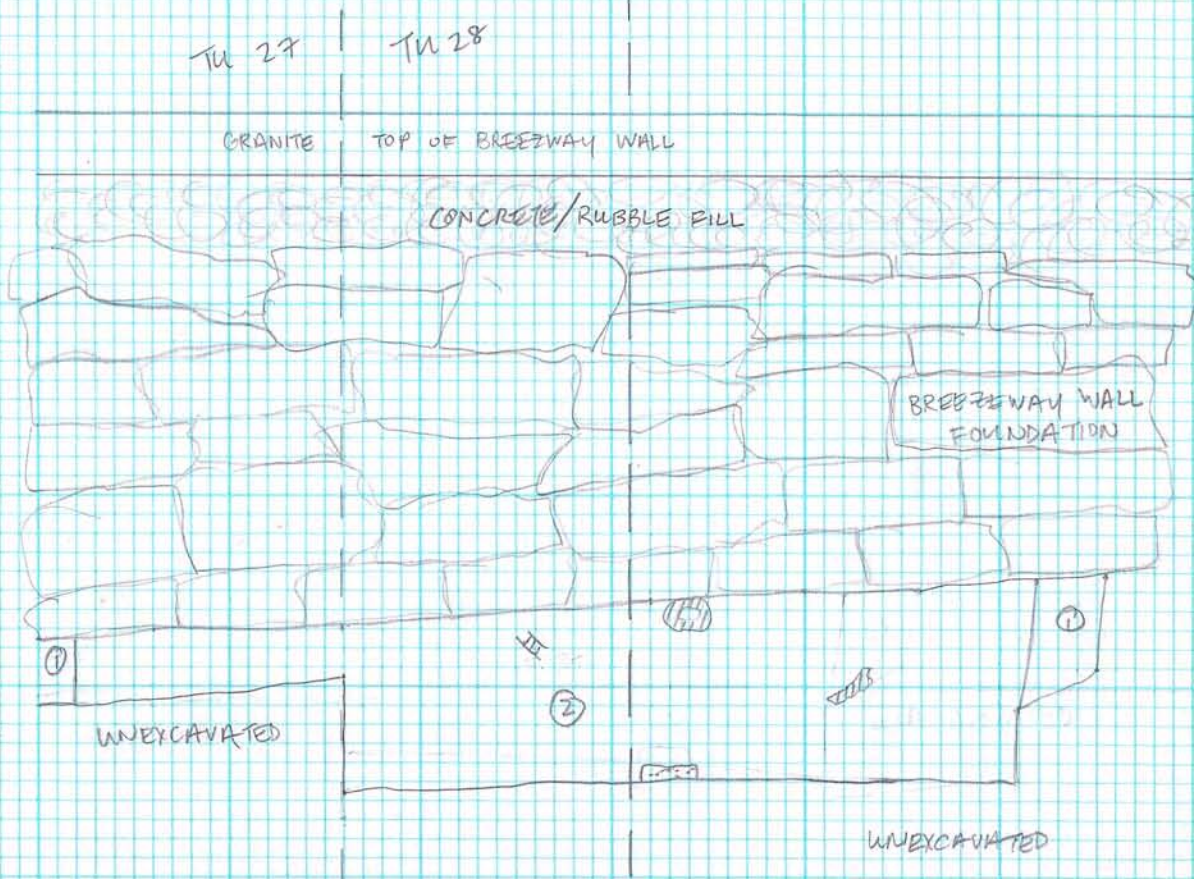 TU 27
TU 28
GRANITE
TOP OF BREEZWAY WALL
CONCRETE/RUBBLE FILL
BREEZEWAY WALL
FOUNDATION
①
①
②
UNEXCAVATED
UNEXCAVATED